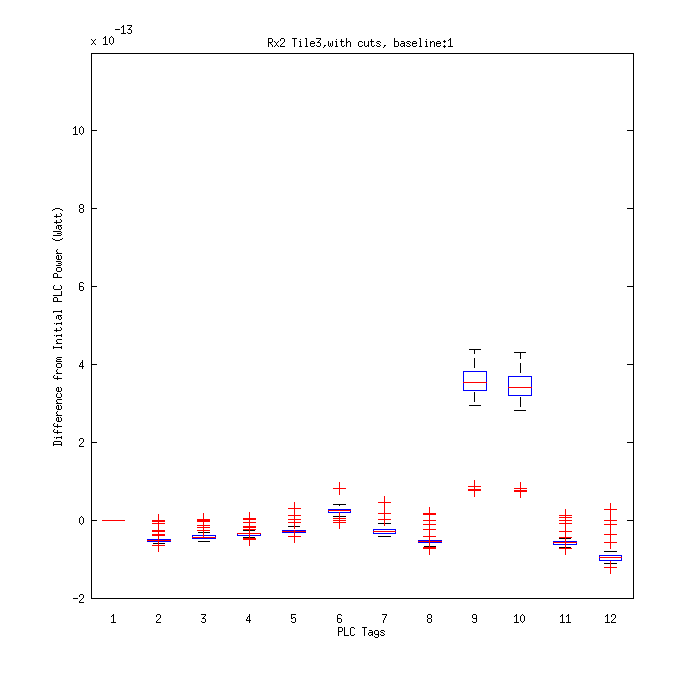 x 10-13
Rx2 Tile3,with cuts, baseline:1
10
8
6
4
2
0
-2
Difference from Initial PLC Power (Watt)
1 2 3 4 5 6 7 8 9 10 11 12
PLC Tags